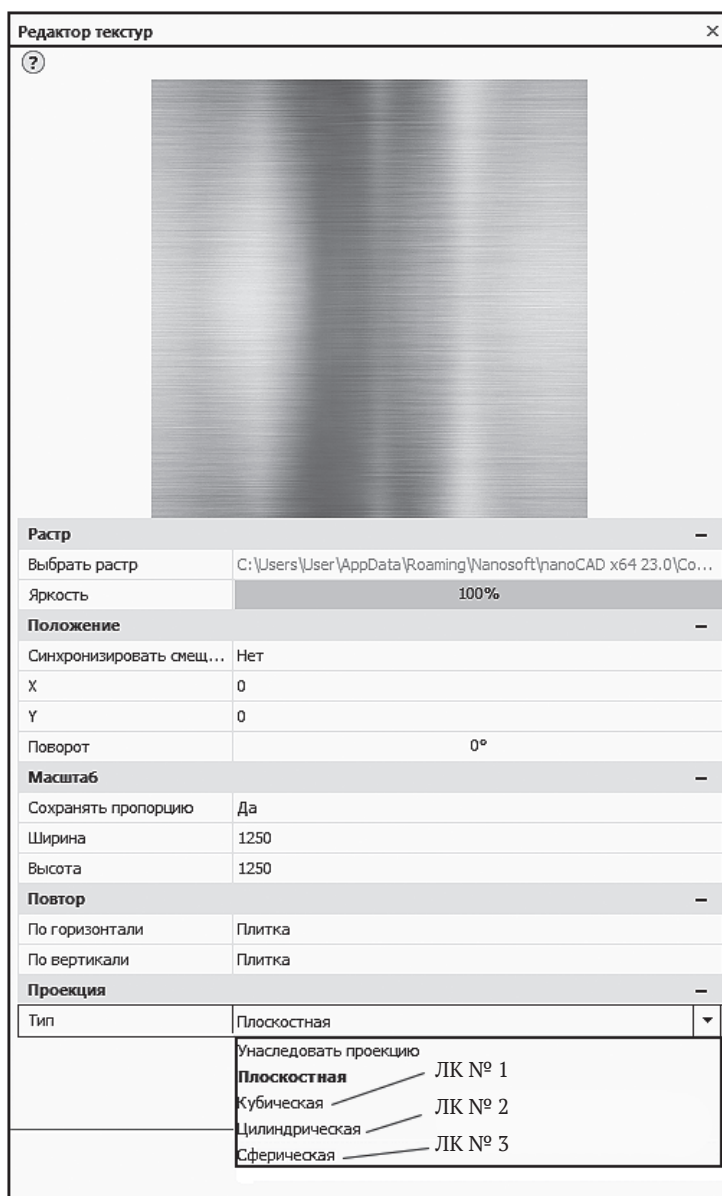 Редактор текстур ×
?
Растр –
Выбрать растр C:\Users\User\AppData\Roaming\Nanosoft\nanoCAD x64 23.0\Co...
Яркость 100%
Положение –
Синхронизировать смещ... Нет
X 0
Y 0
Поворот 0°
Масштаб –
Сохранять пропорцию Да
Ширина 1250
Высота 1250
Повтор –
По горизонтали Плитка
По вертикали Плитка
Проекция –
Тип Плоскостная
Унаследовать проекцию
Плоскостная
Кубическая ЛК № 1
Цилиндрическая ЛК № 2
Сферическая ЛК № 3